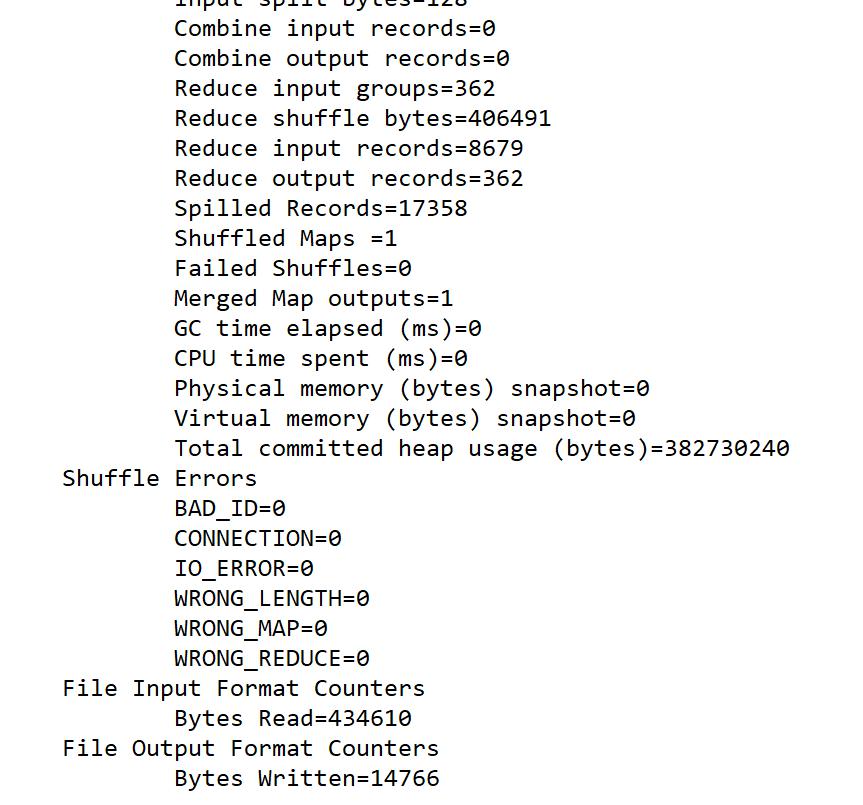 Input split bytes=128
Combine input records=0
Combine output records=0
Reduce input groups=362
Reduce shuffle bytes=406491
Reduce input records=8679
Reduce output records=362
Spilled Records=17358
Shuffled Maps =1
Failed Shuffles=0
Merged Map outputs=1
GC time elapsed (ms)=0
CPU time spent (ms)=0
Physical memory (bytes) snapshot=0
Virtual memory (bytes) snapshot=0
Total committed heap usage (bytes)=382730240
Shuffle Errors
BAD_ID=0
CONNECTION=0
IO_ERROR=0
WRONG_LENGTH=0
WRONG_MAP=0
WRONG_REDUCE=0
File Input Format Counters
Bytes Read=434610
File Output Format Counters
Bytes Written=14766